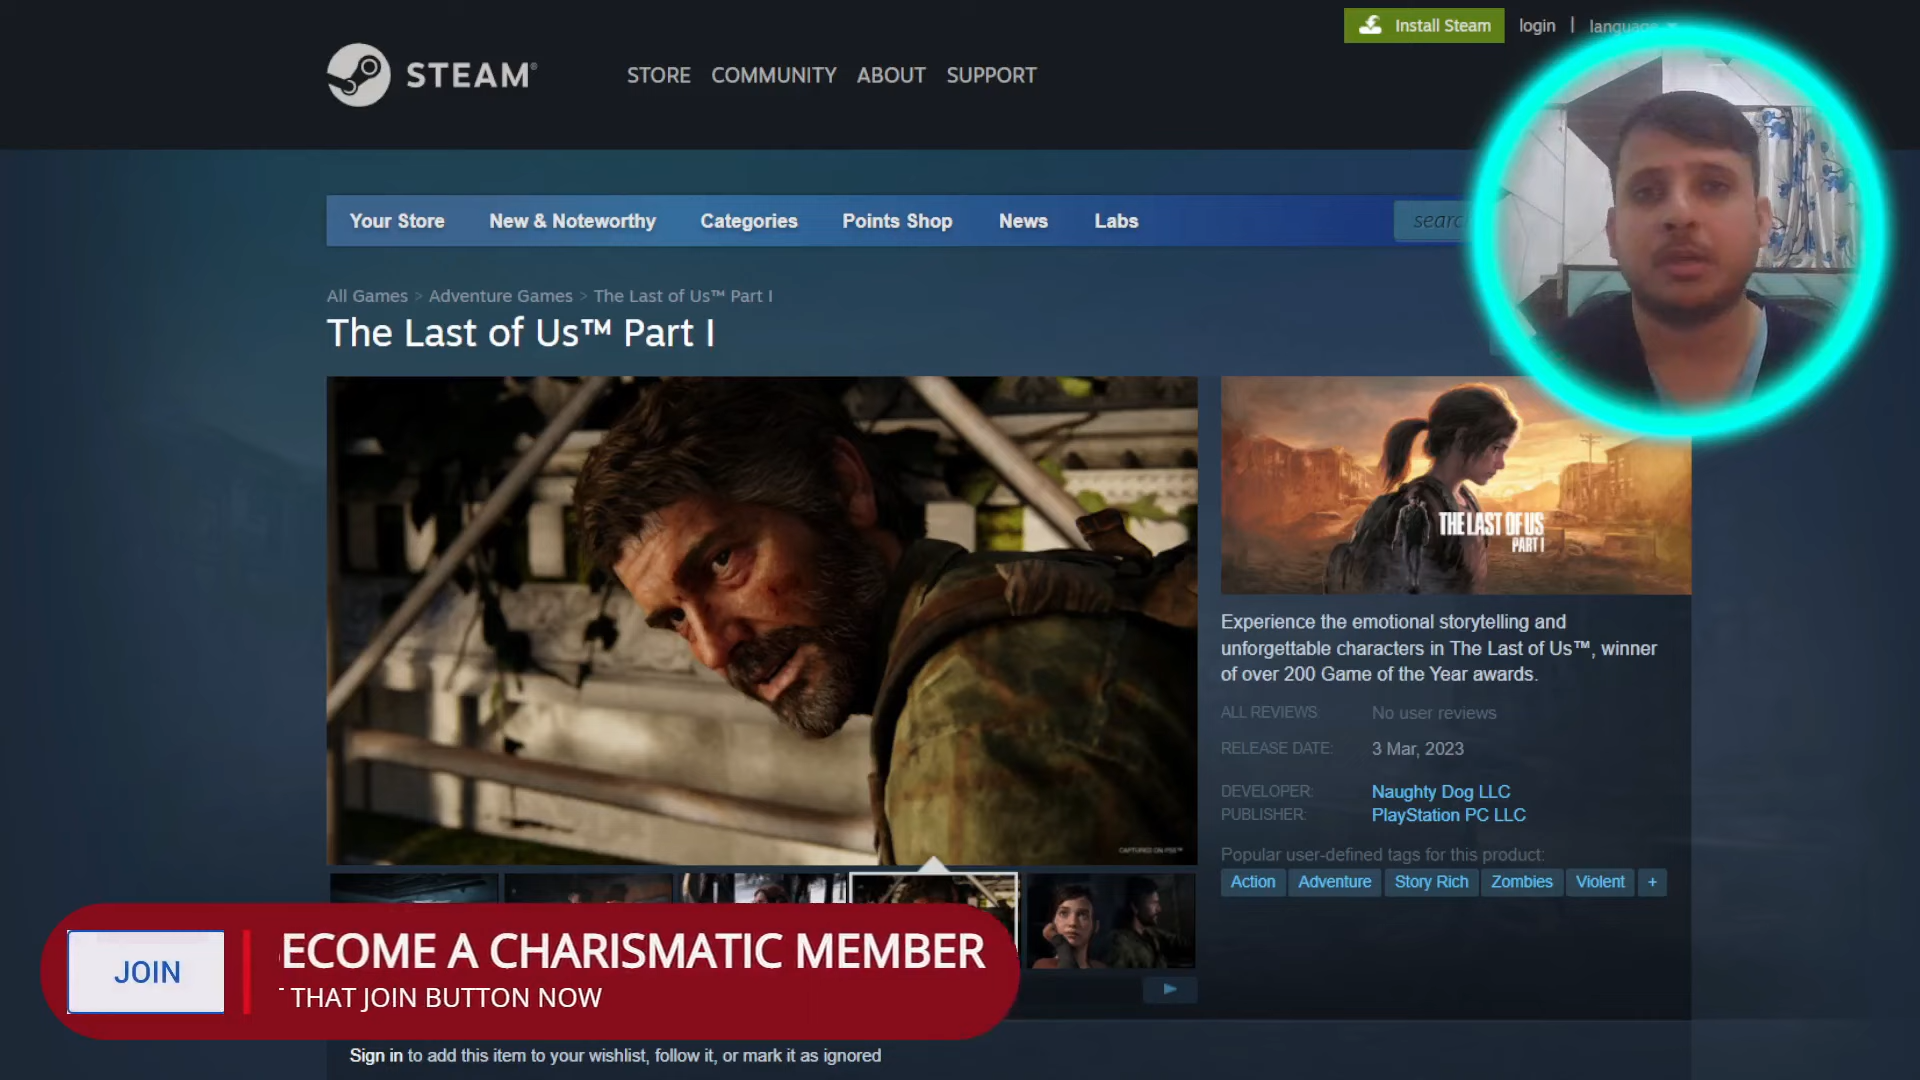 Install Steam
login
language
STEAM®
STORE
COMMUNITY
ABOUT
SUPPORT
Your Store
New & Noteworthy
Categories
Points Shop
News
Labs
searc
All Games > Adventure Games > The Last of Us™ Part I
The Last of Us™ Part I
CAPTURED ON PS5™
THE LAST OF US
PART I
Experience the emotional storytelling and
unforgettable characters in The Last of Us™, winner
of over 200 Game of the Year awards.
ALL REVIEWS: No user reviews
RELEASE DATE: 3 Mar, 2023
DEVELOPER: Naughty Dog LLC
PUBLISHER: PlayStation PC LLC
Popular user-defined tags for this product:
Action Adventure Story Rich Zombies Violent +
JOIN
ECOME A CHARISMATIC MEMBER
THAT JOIN BUTTON NOW
Sign in to add this item to your wishlist, follow it, or mark it as ignored